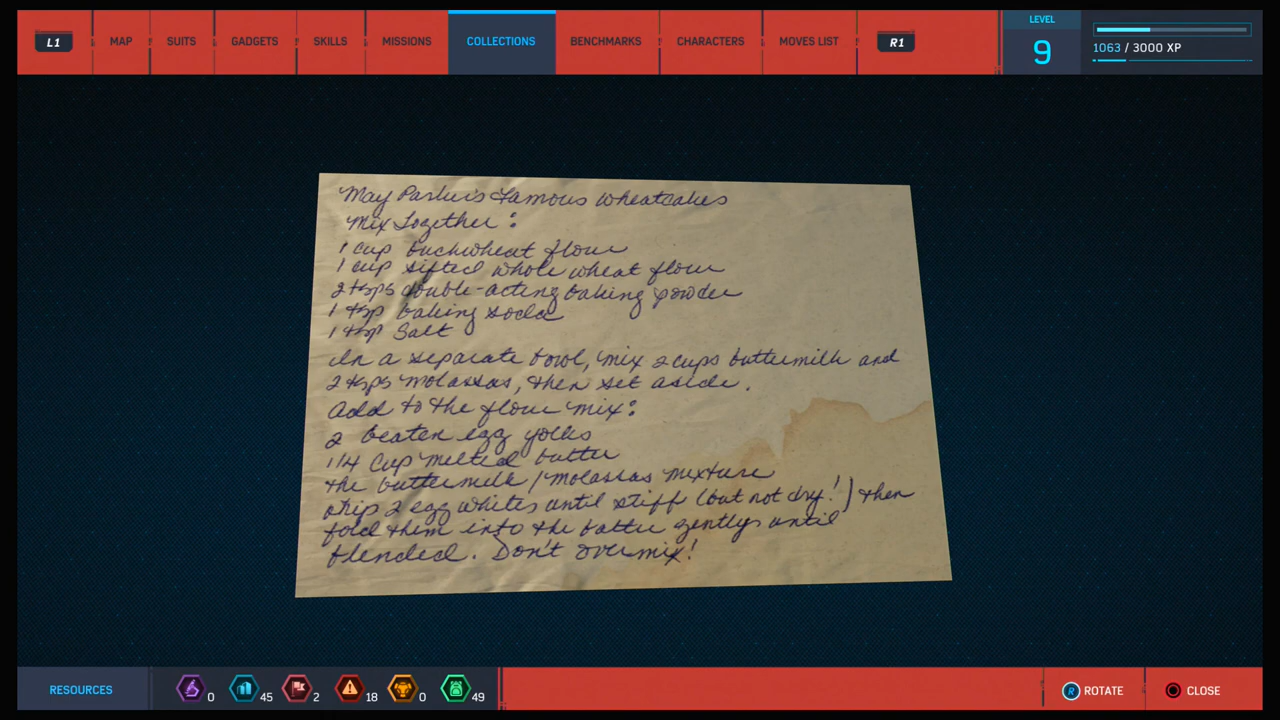 L1
MAP
SUITS
GADGETS
SKILLS
MISSIONS
COLLECTIONS
BENCHMARKS
CHARACTERS
MOVES LIST
R1
LEVEL
9
1063 / 3000 XP
May Parker's Famous wheatcakes
Mix Together:
1 cup buckwheat flour
1 cup sifted whole wheat flour
2 tsps double-acting baking powder
1 tsp baking soda
1 tsp Salt
In a separate bowl, mix 2 cups buttermilk and
2 tsps molassas, then set aside.
Add to the flour mix:
2 beaten egg yolks
1/4 Cup melted butter
the buttermilk / molassas mixture
whip 2 egg whites until stiff (but not dry!) then
fold them into the batter gently until
blended. Don't overmix!
RESOURCES
0
45
2
18
0
49
R ROTATE
CLOSE